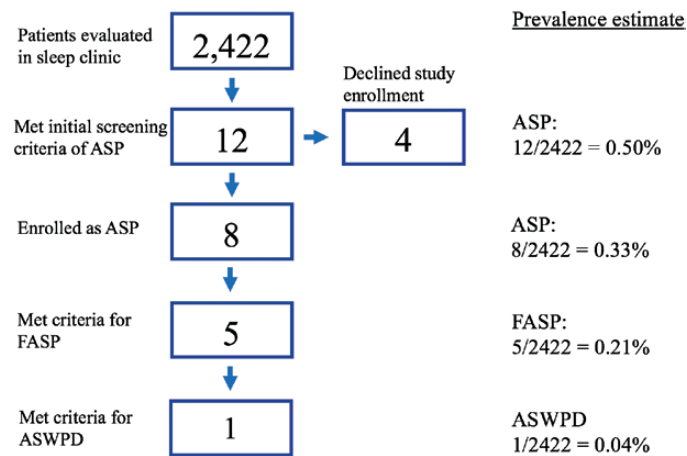 Prevalence estimate
Patients evaluated
in sleep clinic
2,422
Declined study
enrollment
Met initial screening
criteria of ASP
12
4
ASP:
12/2422 = 0.50%
Enrolled as ASP
8
ASP:
8/2422 = 0.33%
Met criteria for
FASP
5
FASP:
5/2422 = 0.21%
Met criteria for
ASWPD
1
ASWPD
1/2422 = 0.04%